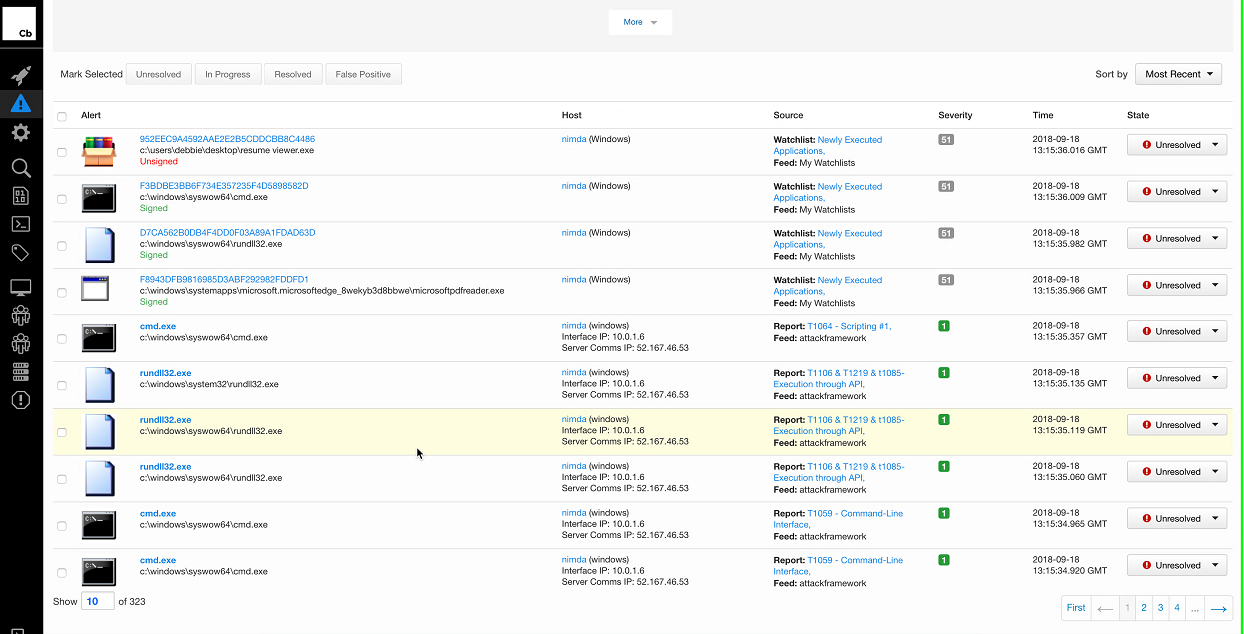 Cb
More
Mark Selected Unresolved In Progress Resolved False Positive Sort by Most Recent
Alert Host Source Severity Time State
952EEC9A4592AAE2E2B5CDDCBB8C4486 nimda (Windows) Watchlist: Newly Executed 51 2018-09-18 Unresolved
c:\users\debbie\desktop\resume viewer.exe Applications, 13:15:36.016 GMT
Unsigned Feed: My Watchlists
F3BDBE3BB6F734E357235F4D5898582D nimda (Windows) Watchlist: Newly Executed 51 2018-09-18 Unresolved
c:\windows\syswow64\cmd.exe Applications, 13:15:36.009 GMT
Signed Feed: My Watchlists
D7CA562B0DB4F4DD0F03A89A1FDAD63D nimda (Windows) Watchlist: Newly Executed 51 2018-09-18 Unresolved
c:\windows\syswow64\rundll32.exe Applications, 13:15:35.982 GMT
Signed Feed: My Watchlists
F8943DFB9816985D3ABF292982FDDFD1 nimda (Windows) Watchlist: Newly Executed 51 2018-09-18 Unresolved
c:\windows\systemapps\microsoft.microsoftedge_8wekyb3d8bbwe\microsoftpdfreader.exe Applications, 13:15:35.966 GMT
Signed Feed: My Watchlists
cmd.exe nimda (windows) Report: T1064 - Scripting #1, 1 2018-09-18 Unresolved
c:\windows\syswow64\cmd.exe Interface IP: 10.0.1.6 Feed: attackframework 13:15:35.357 GMT
Server Comms IP: 52.167.46.53
rundll32.exe nimda (windows) Report: T1106 & T1219 & t1085- 1 2018-09-18 Unresolved
c:\windows\system32\rundll32.exe Interface IP: 10.0.1.6 Execution through API, 13:15:35.135 GMT
Server Comms IP: 52.167.46.53 Feed: attackframework
rundll32.exe nimda (windows) Report: T1106 & T1219 & t1085- 1 2018-09-18 Unresolved
c:\windows\syswow64\rundll32.exe Interface IP: 10.0.1.6 Execution through API, 13:15:35.119 GMT
Server Comms IP: 52.167.46.53 Feed: attackframework
rundll32.exe nimda (windows) Report: T1106 & T1219 & t1085- 1 2018-09-18 Unresolved
c:\windows\syswow64\rundll32.exe Interface IP: 10.0.1.6 Execution through API, 13:15:35.060 GMT
Server Comms IP: 52.167.46.53 Feed: attackframework
cmd.exe nimda (windows) Report: T1059 - Command-Line 1 2018-09-18 Unresolved
c:\windows\syswow64\cmd.exe Interface IP: 10.0.1.6 Interface, 13:15:34.965 GMT
Server Comms IP: 52.167.46.53 Feed: attackframework
cmd.exe nimda (windows) Report: T1059 - Command-Line 1 2018-09-18 Unresolved
c:\windows\syswow64\cmd.exe Interface IP: 10.0.1.6 Interface, 13:15:34.920 GMT
Server Comms IP: 52.167.46.53 Feed: attackframework
Show 10 of 323 First 1 2 3 4 ...